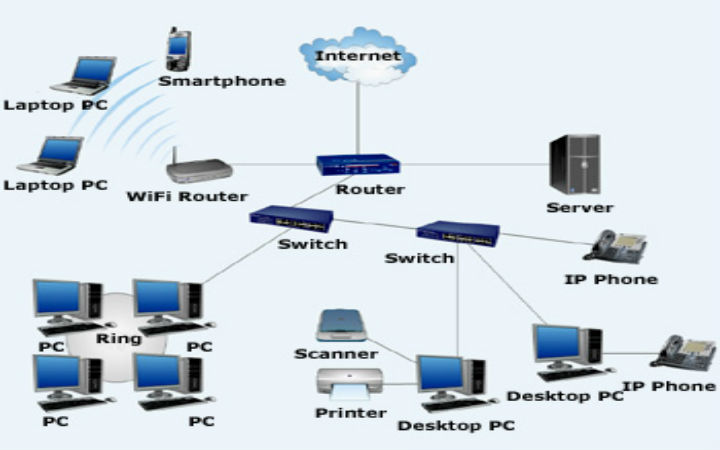 Internet
Smartphone
Laptop PC
Laptop PC
WiFi Router
Router
Server
Switch
Switch
IP Phone
PC
Ring
PC
Scanner
PC
PC
Printer
Desktop PC
Desktop PC
IP Phone